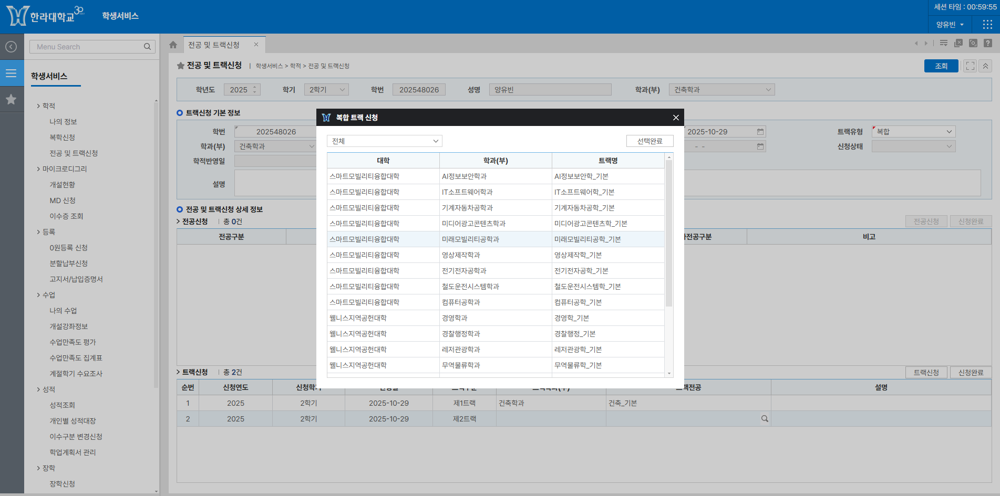 한라대학교 30
학생서비스
세션 타임 : 00:59:55
양유빈
Menu Search
학생서비스
학적
나의 정보
복학신청
전공 및 트랙신청
마이크로디그리
개설현황
MD 신청
이수증 조회
등록
0원등록 신청
분할납부신청
고지서/납입증명서
수업
나의 수업
개설강좌정보
수업만족도 평가
수업만족도 집계표
계절학기 수요조사
성적
성적조회
개인별 성적대장
이수구분 변경신청
학업계획서 관리
장학
장학신청
전공 및 트랙신청
전공 및 트랙신청 | 학생서비스 > 학적 > 전공 및 트랙신청
조회
학년도 2025 학기 2학기 학번 202548026 성명 양유빈 학과(부) 건축학과
트랙신청 기본 정보
학번 202548026 2025-10-29 트랙유형 복합
학과(부) 건축학과 - - 신청상태
학적반영일
설명
전공 및 트랙신청 상세 정보
전공신청 | 총 0건 전공신청 신청완료
전공구분 전공구분 비고
복합 트랙 신청
전체 선택완료
대학 학과(부) 트랙명
스마트모빌리티융합대학 AI정보보안학과 AI정보보안학_기본
스마트모빌리티융합대학 IT소프트웨어학과 IT소프트웨어학_기본
스마트모빌리티융합대학 기계자동차공학과 기계자동차공학_기본
스마트모빌리티융합대학 미디어광고콘텐츠학과 미디어광고콘텐츠학_기본
스마트모빌리티융합대학 미래모빌리티공학과 미래모빌리티공학_기본
스마트모빌리티융합대학 영상제작학과 영상제작학_기본
스마트모빌리티융합대학 전기전자공학과 전기전자공학_기본
스마트모빌리티융합대학 철도운전시스템학과 철도운전시스템학_기본
스마트모빌리티융합대학 컴퓨터공학과 컴퓨터공학_기본
웰니스지역공헌대학 경영학과 경영학_기본
웰니스지역공헌대학 경찰행정학과 경찰행정_기본
웰니스지역공헌대학 레저관광학과 레저관광학_기본
웰니스지역공헌대학 무역물류학과 무역물류학_기본
트랙신청 | 총 2건 트랙신청 신청완료
순번 신청연도 신청학기 트랙전공 설명
1 2025 2학기 2025-10-29 제1트랙 건축학과 건축_기본
2 2025 2학기 2025-10-29 제2트랙